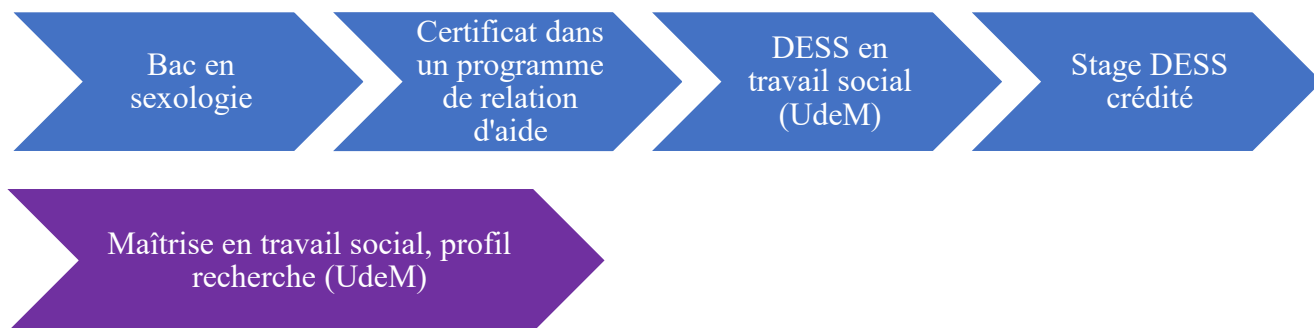 Bac en
sexologie
Certificat dans
un programme
de relation
d'aide
DESS en
travail social
(UdeM)
Stage DESS
crédité
Maîtrise en travail social, profil
recherche (UdeM)